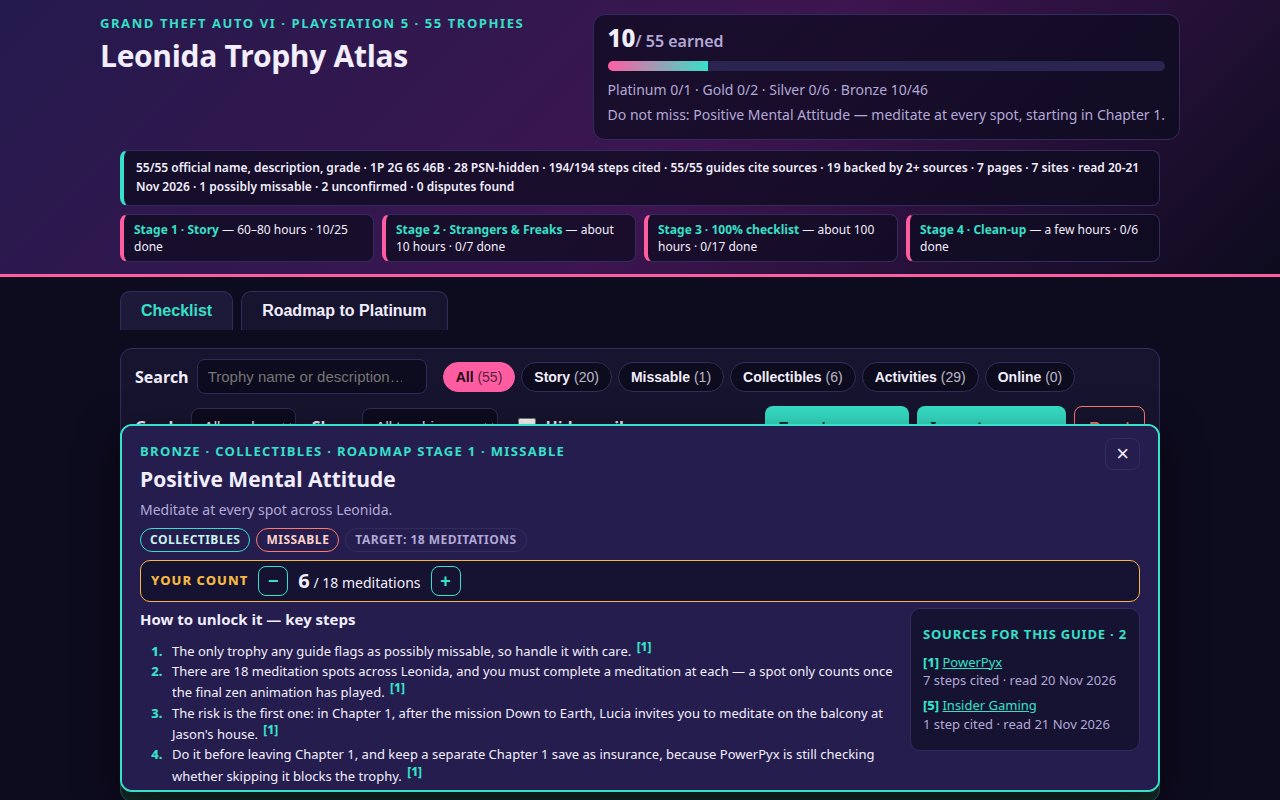 GRAND THEFT AUTO VI · PLAYSTATION 5 · 55 TROPHIES
Leonida Trophy Atlas
10/ 55 earned
Platinum 0/1 · Gold 0/2 · Silver 0/6 · Bronze 10/46
Do not miss: Positive Mental Attitude — meditate at every spot, starting in Chapter 1.
55/55 official name, description, grade · 1P 2G 6S 46B · 28 PSN-hidden · 194/194 steps cited · 55/55 guides cite sources · 19 backed by 2+ sources · 7 pages · 7 sites · read 20-21
Nov 2026 · 1 possibly missable · 2 unconfirmed · 0 disputes found
Stage 1 · Story — 60–80 hours · 10/25
done
Stage 2 · Strangers & Freaks — about
10 hours · 0/7 done
Stage 3 · 100% checklist — about 100
hours · 0/17 done
Stage 4 · Clean-up — a few hours · 0/6
done
Checklist
Roadmap to Platinum
Search
Trophy name or description…
All (55)
Story (20)
Missable (1)
Collectibles (6)
Activities (29)
Online (0)
BRONZE · COLLECTIBLES · ROADMAP STAGE 1 · MISSABLE
✕
Positive Mental Attitude
Meditate at every spot across Leonida.
COLLECTIBLES
MISSABLE
TARGET: 18 MEDITATIONS
YOUR COUNT
−
6 / 18 meditations
+
How to unlock it — key steps
1. The only trophy any guide flags as possibly missable, so handle it with care. [1]
2. There are 18 meditation spots across Leonida, and you must complete a meditation at each — a spot only counts once
the final zen animation has played. [1]
3. The risk is the first one: in Chapter 1, after the mission Down to Earth, Lucia invites you to meditate on the balcony at
Jason's house. [1]
4. Do it before leaving Chapter 1, and keep a separate Chapter 1 save as insurance, because PowerPyx is still checking
whether skipping it blocks the trophy. [1]
SOURCES FOR THIS GUIDE · 2
[1] PowerPyx
7 steps cited · read 20 Nov 2026
[5] Insider Gaming
1 step cited · read 21 Nov 2026